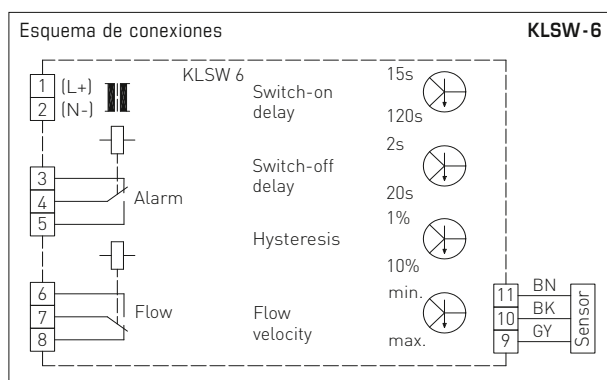 Esquema de conexiones
KLSW-6
KLSW 6
1 (L+)
2 (N-)
3
4
5
Alarm
6
7
8
Flow
Switch-on
delay
15s
120s
Switch-off
delay
2s
20s
Hysteresis
1%
10%
Flow
velocity
min.
max.
11 BN
10 BK
9 GY
Sensor